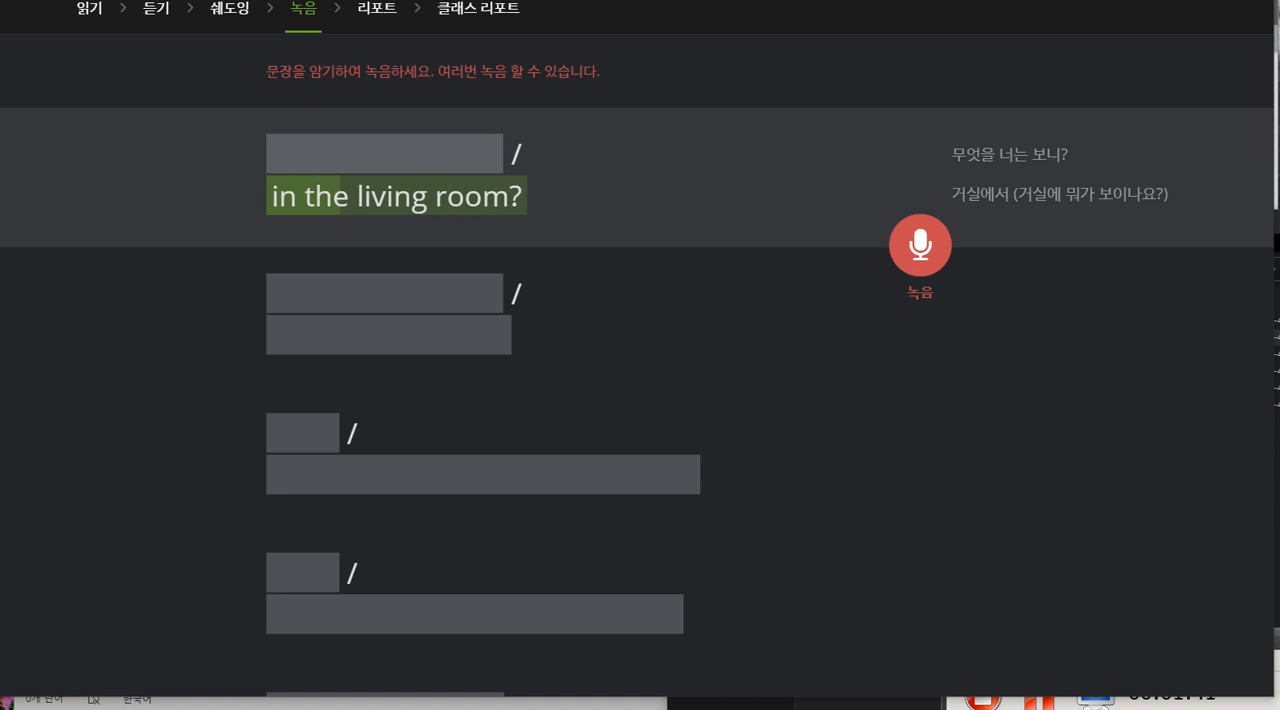 읽기 > 듣기 > 쉐도잉 > 녹음 > 리포트 > 클래스 리포트
문장을 암기하여 녹음하세요. 여러번 녹음 할 수 있습니다.
/
in the living room?
무엇을 너는 보니?
거실에서 (거실에 뭐가 보이나요?)
녹음
/
/
/
한국어